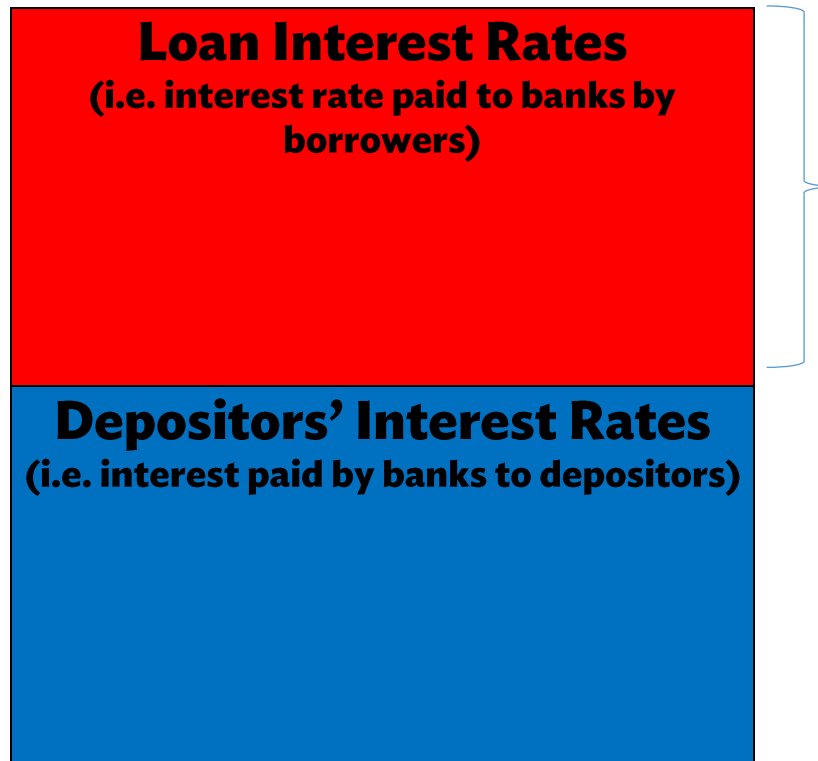 Loan Interest Rates
(i.e. interest rate paid to banks by
borrowers)
Depositors’ Interest Rates
(i.e. interest paid by banks to depositors)